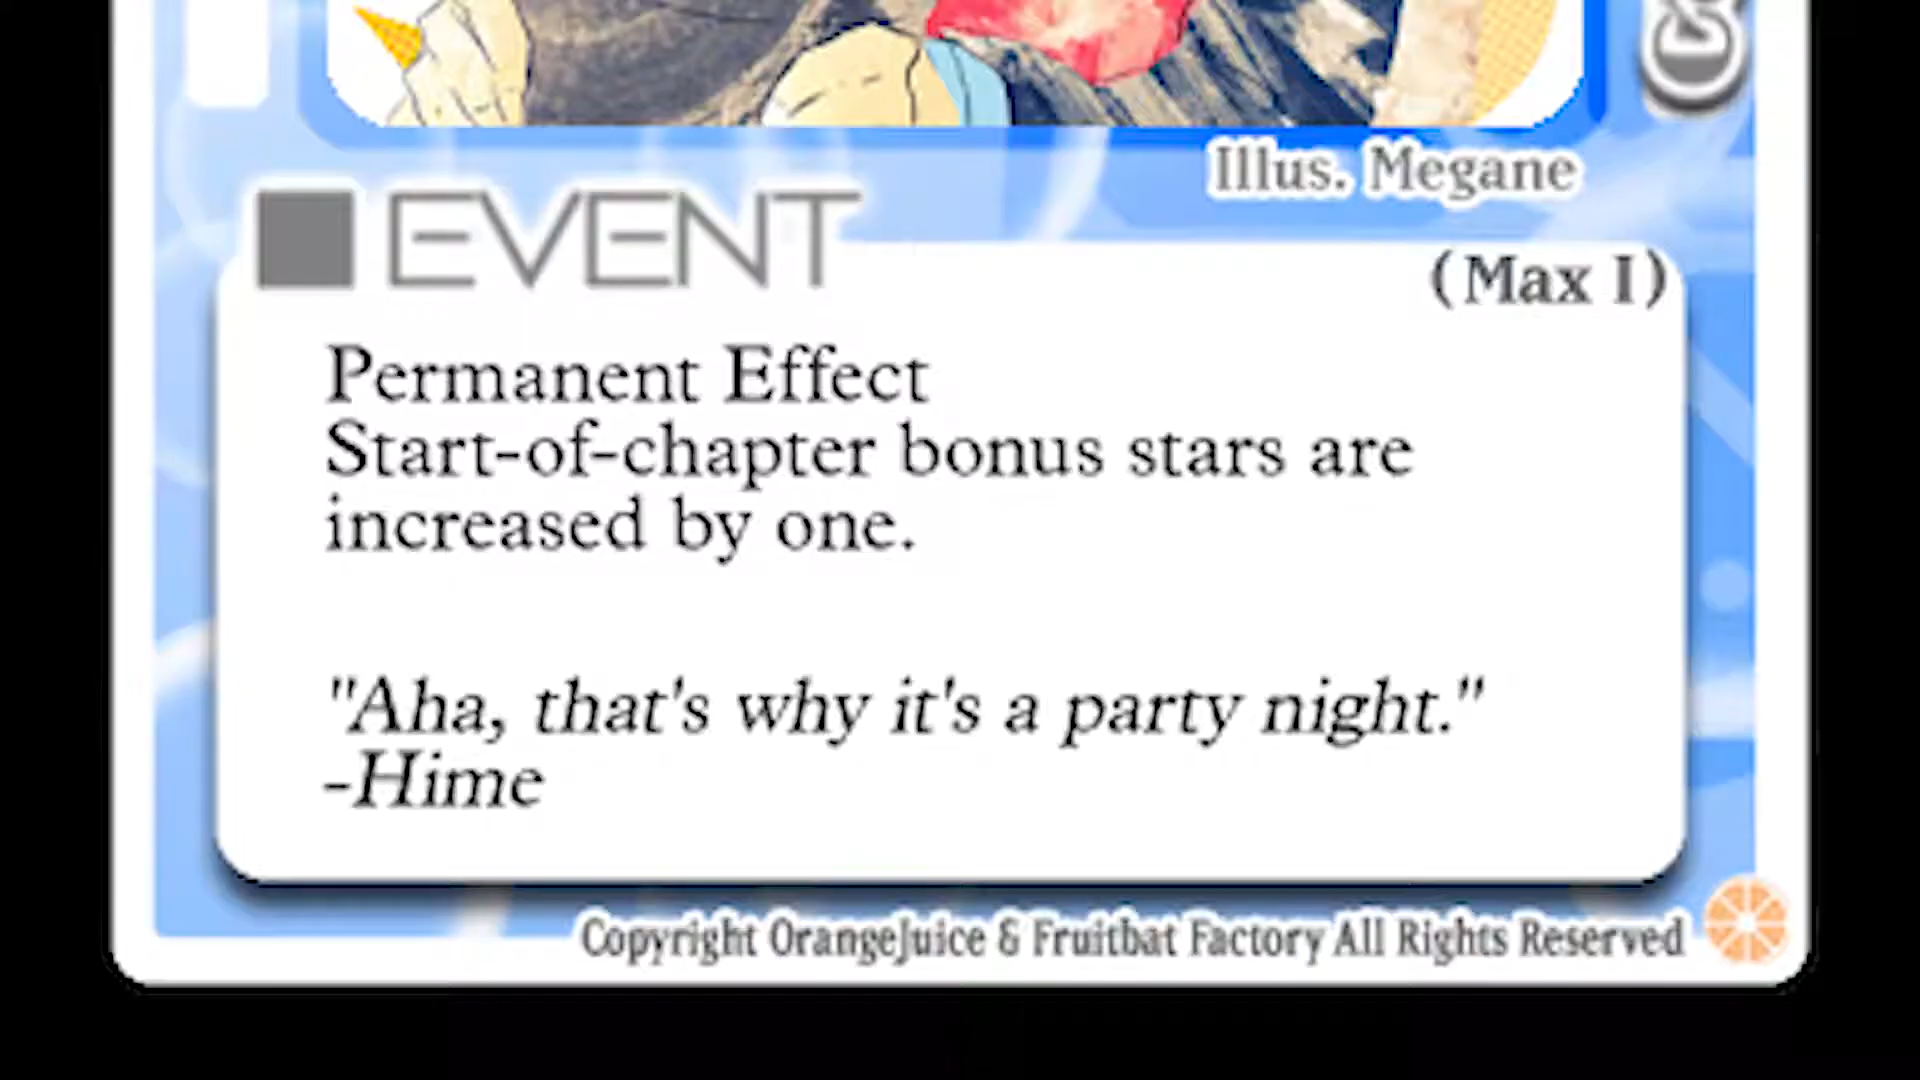 Illus. Megane
EVENT
(Max 1)
Permanent Effect
Start-of-chapter bonus stars are
increased by one.
"Aha, that's why it's a party night."
-Hime
Copyright OrangeJuice & Fruitbat Factory All Rights Reserved